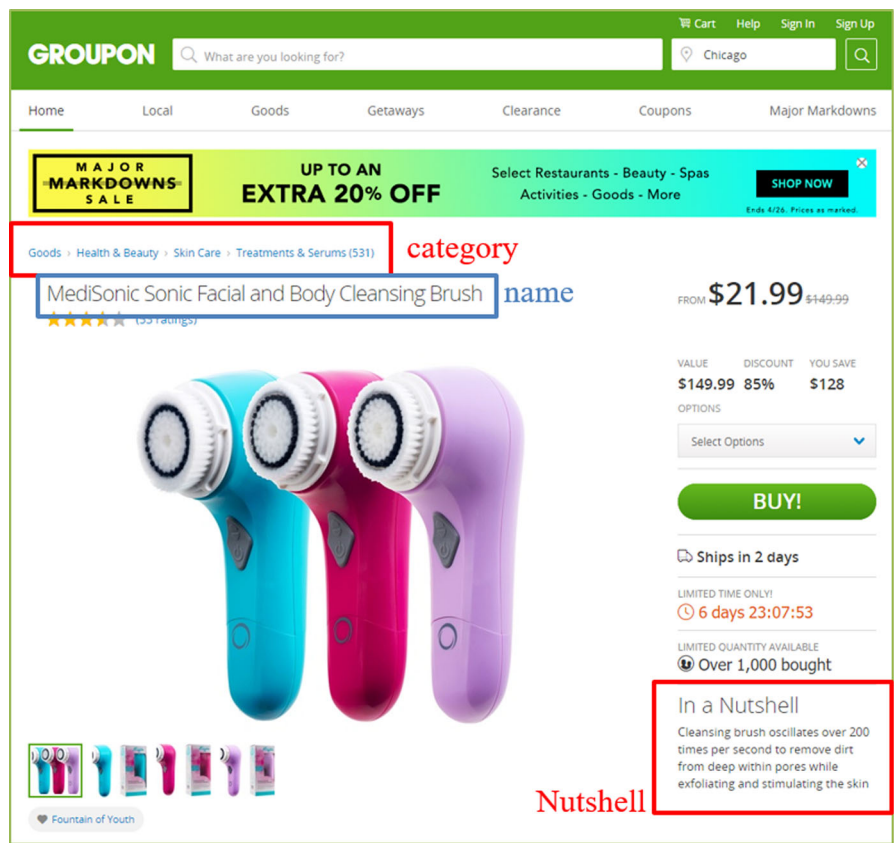 Cart Help Sign In Sign Up
GROUPON What are you looking for? Chicago
Home Local Goods Getaways Clearance Coupons Major Markdowns
MAJOR
MARKDOWNS
SALE
UP TO AN
EXTRA 20% OFF
Select Restaurants - Beauty - Spas
Activities - Goods - More
SHOP NOW
Ends 4/26. Prices as marked.
Goods › Health & Beauty › Skin Care › Treatments & Serums (531)
category
MediSonic Sonic Facial and Body Cleansing Brush
name
(53 ratings)
FROM $21.99 $149.99
VALUE DISCOUNT YOU SAVE
$149.99 85% $128
OPTIONS
Select Options
BUY!
Ships in 2 days
LIMITED TIME ONLY!
6 days 23:07:53
LIMITED QUANTITY AVAILABLE
Over 1,000 bought
In a Nutshell
Cleansing brush oscillates over 200
times per second to remove dirt
from deep within pores while
exfoliating and stimulating the skin
Nutshell
Fountain of Youth